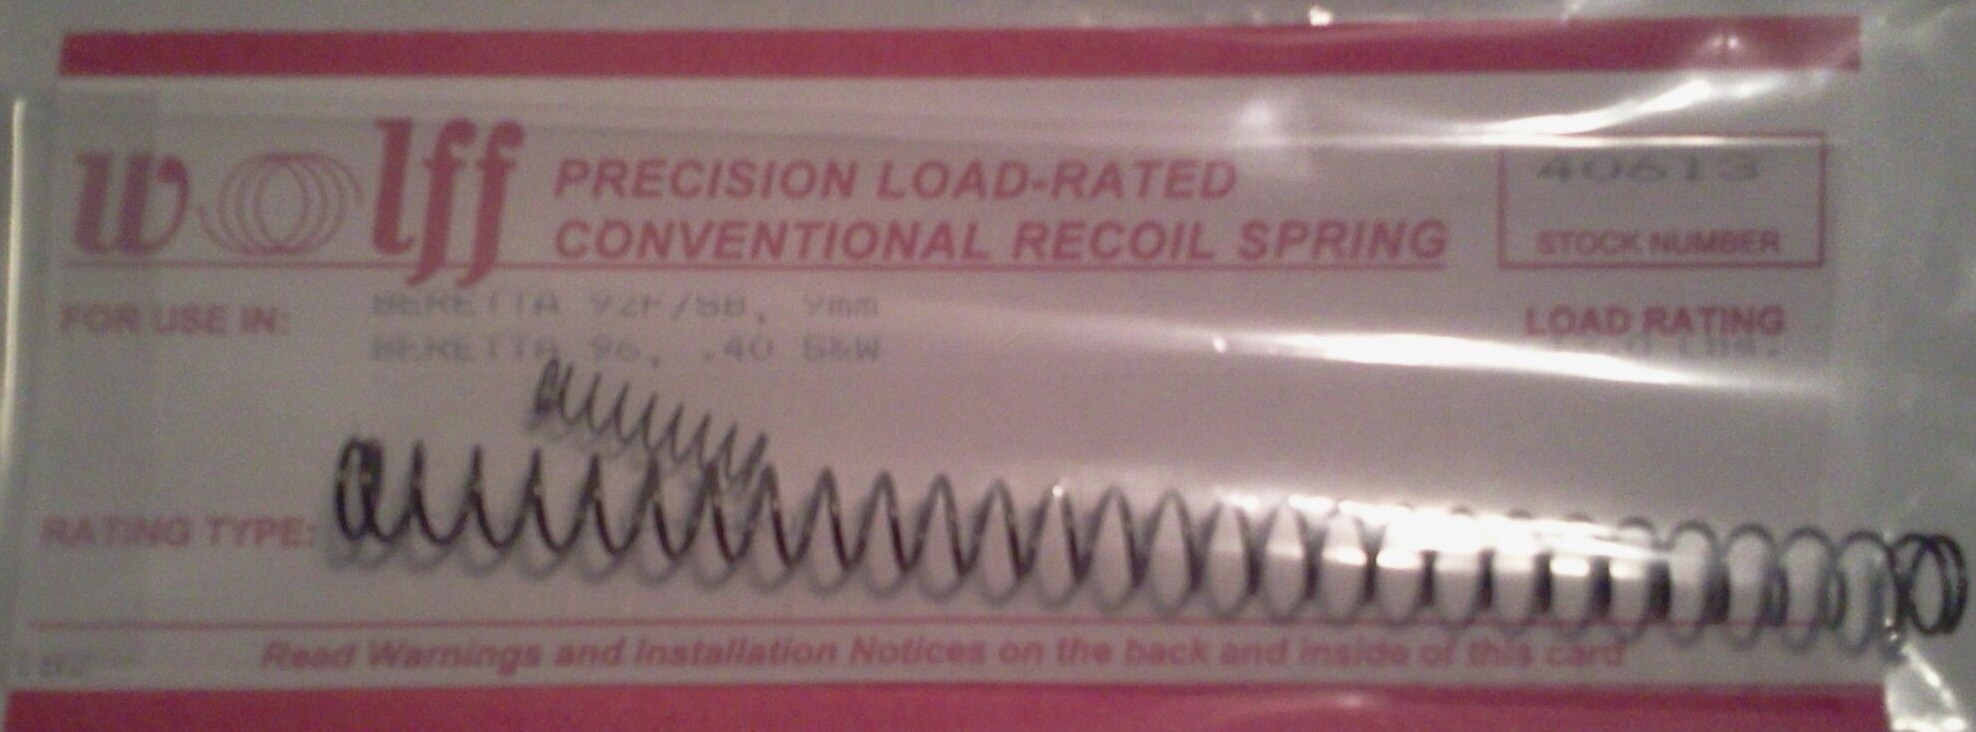 wolff
PRECISION LOAD-RATED
CONVENTIONAL RECOIL SPRING
40613
STOCK NUMBER
FOR USE IN:
BERETTA 92F/SB, 9mm
BERETTA 96, .40 S&W
LOAD RATING
RATING TYPE:
Read Warnings and Installation Notices on the back and inside of this card